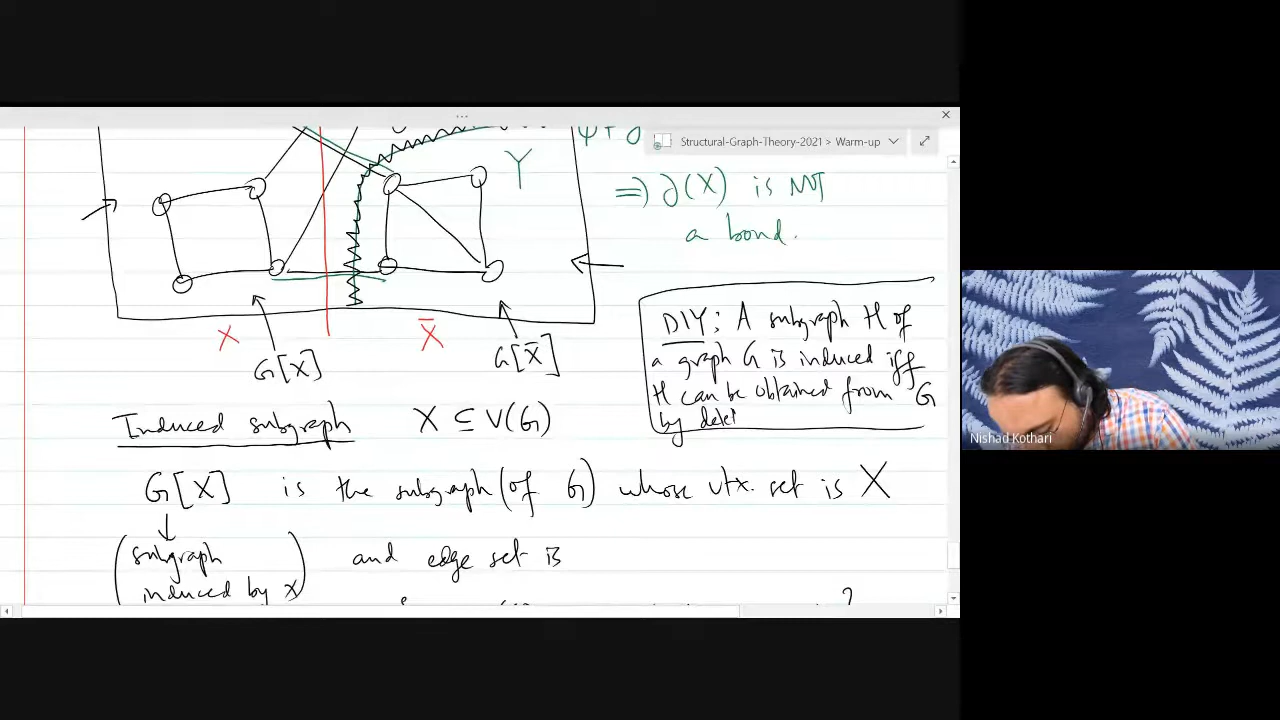 Structural-Graph-Theory-2021 > Warm-up
Y
⇒ ∂(X) is NOT
a bond.
X
X̄
G[X]
G[X̄]
DIY: A subgraph H of
a graph G is induced iff
H can be obtained from G
by delet
Induced subgraph X ⊆ V(G)
G[X] is the subgraph (of G) whose vtx. set is X
(subgraph
induced by X)
and edge set is
Nishad Kothari